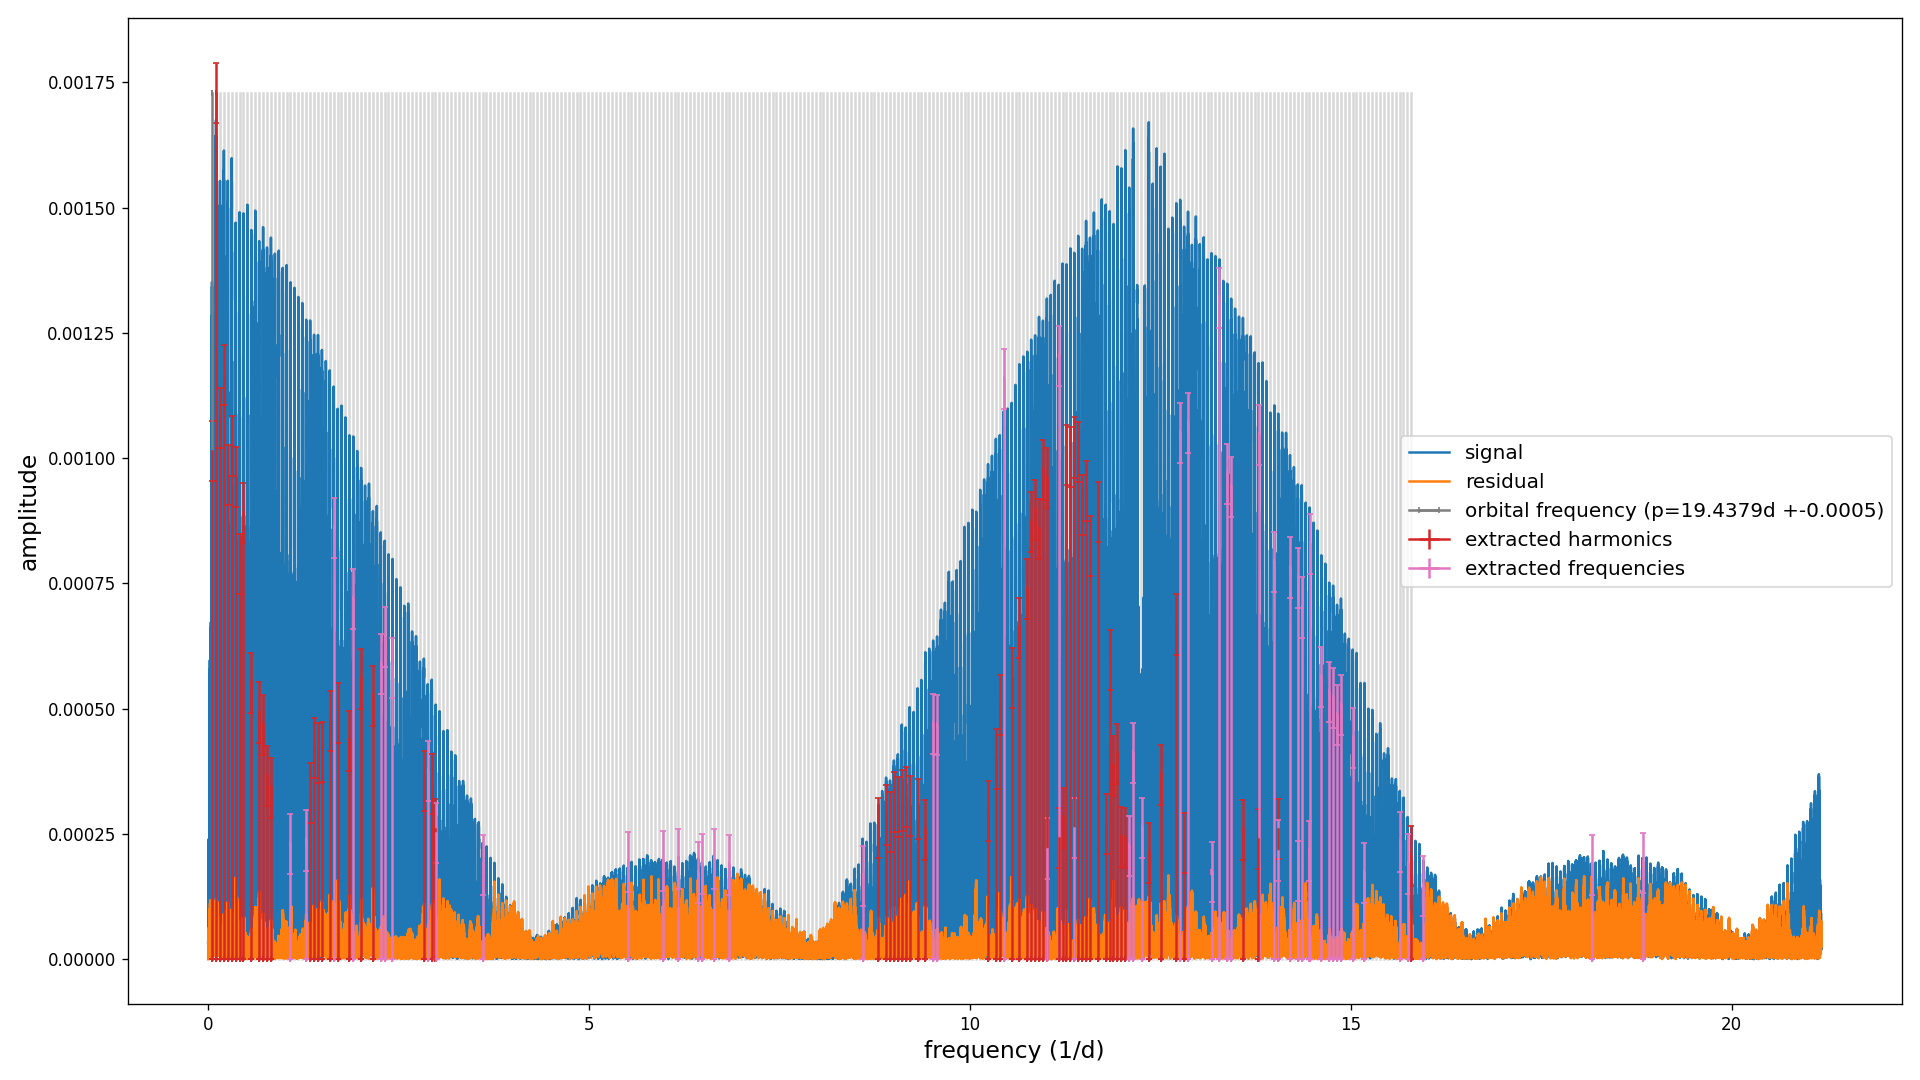 amplitude
0.00175
0.00150
0.00125
0.00100
0.00075
0.00050
0.00025
0.00000
signal
residual
orbital frequency (p=19.4379d +-0.0005)
extracted harmonics
extracted frequencies
0
5
10
15
20
frequency (1/d)